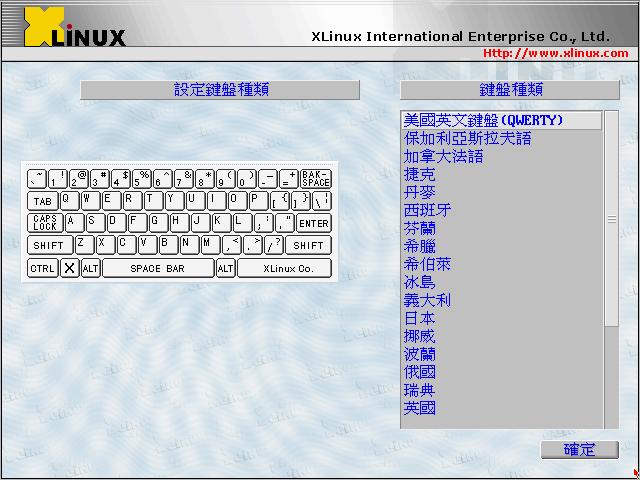 XLINUX
XLinux International Enterprise Co., Ltd.
Http://www.xlinux.com
設定鍵盤種類
鍵盤種類
~ ` ! 1 @ 2 # 3 $ 4 % 5 ^ 6 & 7 * 8 ( 9 ) 0 _ - + = BAK-SPACE
TAB Q W E R T Y U I O P { [ } ] | \
CAPS LOCK A S D F G H J K L : ; " ' ENTER
SHIFT Z X C V B N M < , > . ? / SHIFT
CTRL X ALT SPACE BAR ALT XLinux Co.
美國英文鍵盤(QWERTY)
保加利亞斯拉夫語
加拿大法語
捷克
丹麥
西班牙
芬蘭
希臘
希伯萊
冰島
義大利
日本
挪威
波蘭
俄國
瑞典
英國
確定